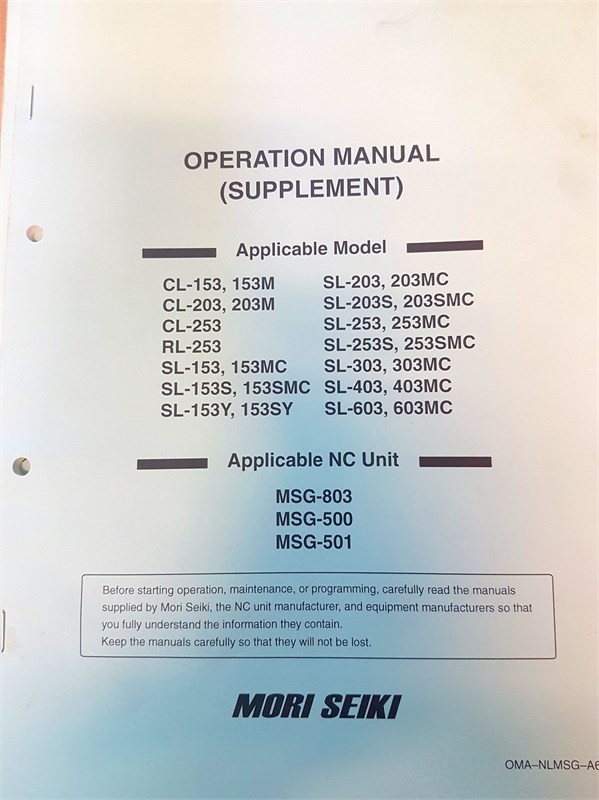 OPERATION MANUAL
(SUPPLEMENT)
Applicable Model
CL-153, 153M
CL-203, 203M
CL-253
RL-253
SL-153, 153MC
SL-153S, 153SMC
SL-153Y, 153SY
SL-203, 203MC
SL-203S, 203SMC
SL-253, 253MC
SL-253S, 253SMC
SL-303, 303MC
SL-403, 403MC
SL-603, 603MC
Applicable NC Unit
MSG-803
MSG-500
MSG-501
Before starting operation, maintenance, or programming, carefully read the manuals
supplied by Mori Seiki, the NC unit manufacturer, and equipment manufacturers so that
you fully understand the information they contain.
Keep the manuals carefully so that they will not be lost.
MORI SEIKI
OMA–NLMSG–A6